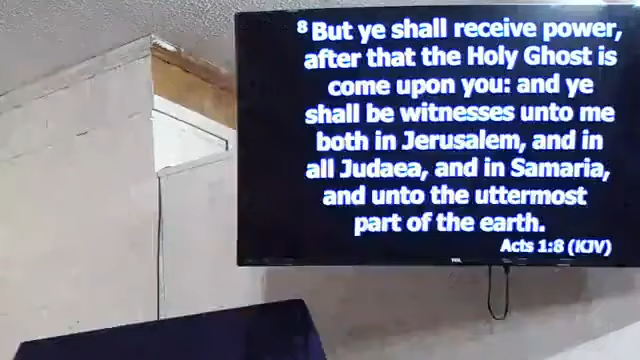 8 But ye shall receive power,
after that the Holy Ghost is
come upon you: and ye
shall be witnesses unto me
both in Jerusalem, and in
all Judaea, and in Samaria,
and unto the uttermost
part of the earth.
Acts 1:8 (KJV)
TCL